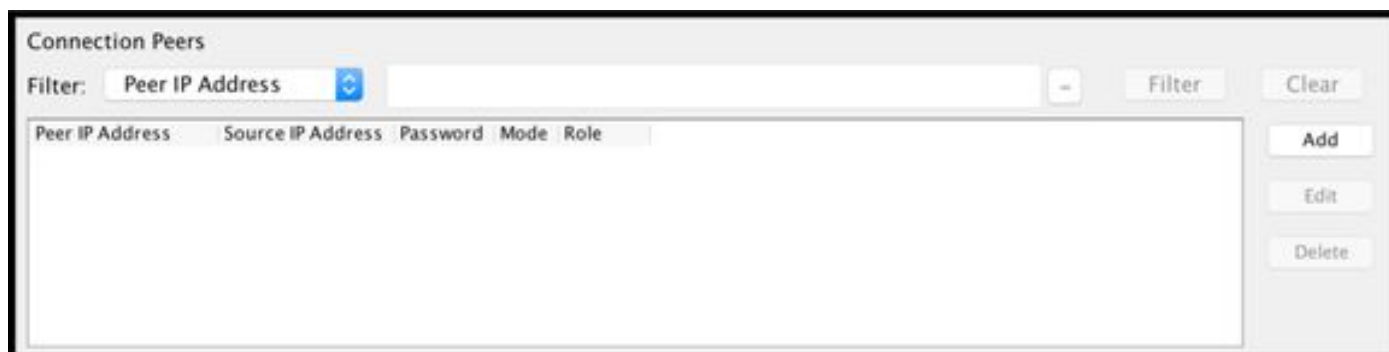 Connection Peers
Filter: Peer IP Address - Filter Clear
Peer IP Address Source IP Address Password Mode Role
Add
Edit
Delete